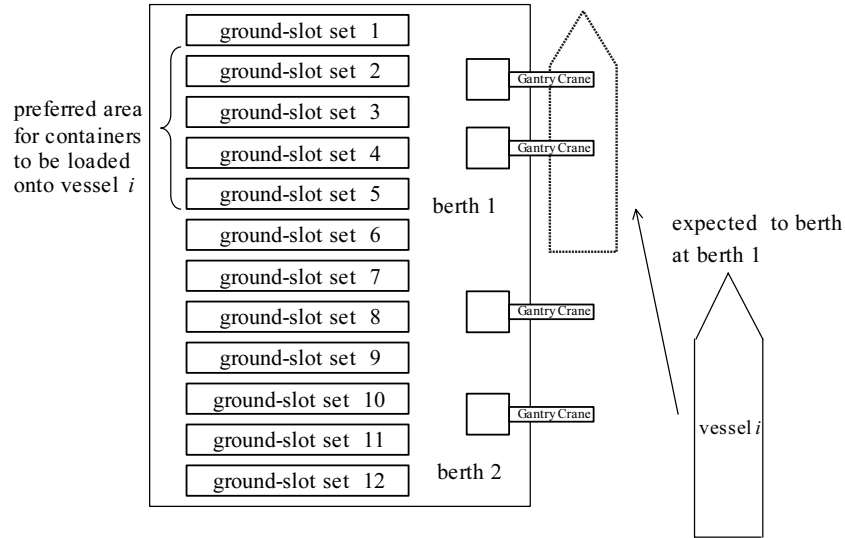 ground-slot set 1
ground-slot set 2
ground-slot set 3
ground-slot set 4
ground-slot set 5
ground-slot set 6
ground-slot set 7
ground-slot set 8
ground-slot set 9
ground-slot set 10
ground-slot set 11
ground-slot set 12
preferred area
for containers
to be loaded
onto vessel i
Gantry Crane
Gantry Crane
berth 1
Gantry Crane
Gantry Crane
berth 2
expected to berth
at berth 1
vessel i